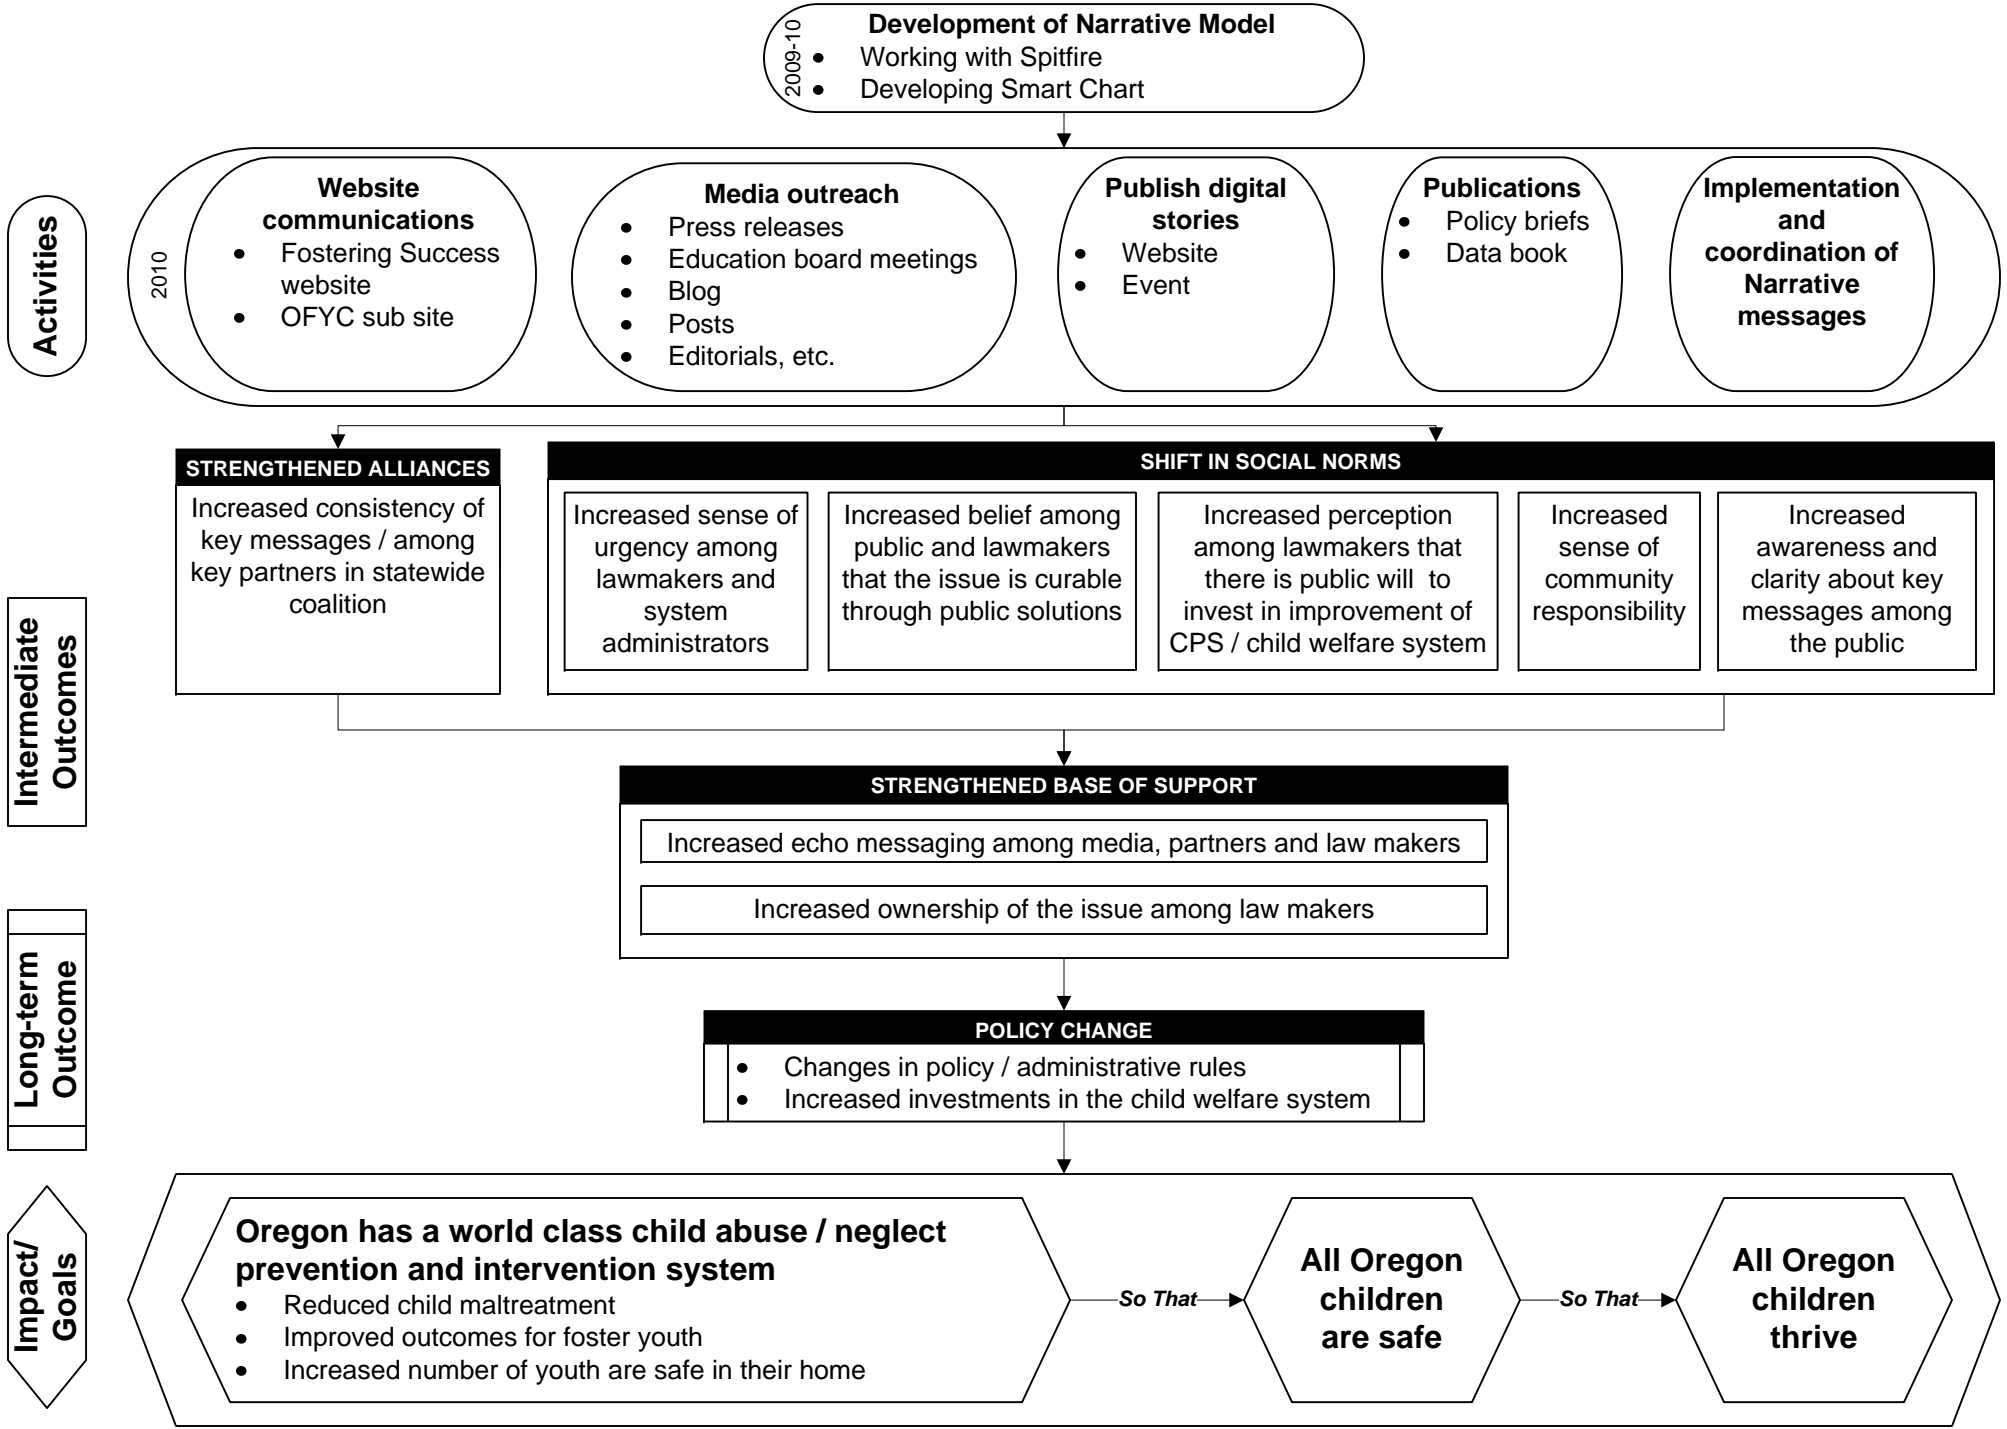 2009-10
Development of Narrative Model
• Working with Spitfire
• Developing Smart Chart
Activities
2010
Website
communications
• Fostering Success
website
• OFYC sub site
Media outreach
• Press releases
• Education board meetings
• Blog
• Posts
• Editorials, etc.
Publish digital
stories
• Website
• Event
Publications
• Policy briefs
• Data book
Implementation
and
coordination of
Narrative
messages
Intermediate
Outcomes
STRENGTHENED ALLIANCES
Increased consistency of
key messages / among
key partners in statewide
coalition
SHIFT IN SOCIAL NORMS
Increased sense of
urgency among
lawmakers and
system
administrators
Increased belief among
public and lawmakers
that the issue is curable
through public solutions
Increased perception
among lawmakers that
there is public will to
invest in improvement of
CPS / child welfare system
Increased
sense of
community
responsibility
Increased
awareness and
clarity about key
messages among
the public
STRENGTHENED BASE OF SUPPORT
Increased echo messaging among media, partners and law makers
Increased ownership of the issue among law makers
Long-term
Outcome
POLICY CHANGE
• Changes in policy / administrative rules
• Increased investments in the child welfare system
Impact/
Goals
Oregon has a world class child abuse / neglect
prevention and intervention system
• Reduced child maltreatment
• Improved outcomes for foster youth
• Increased number of youth are safe in their home
So That
All Oregon
children
are safe
So That
All Oregon
children
thrive